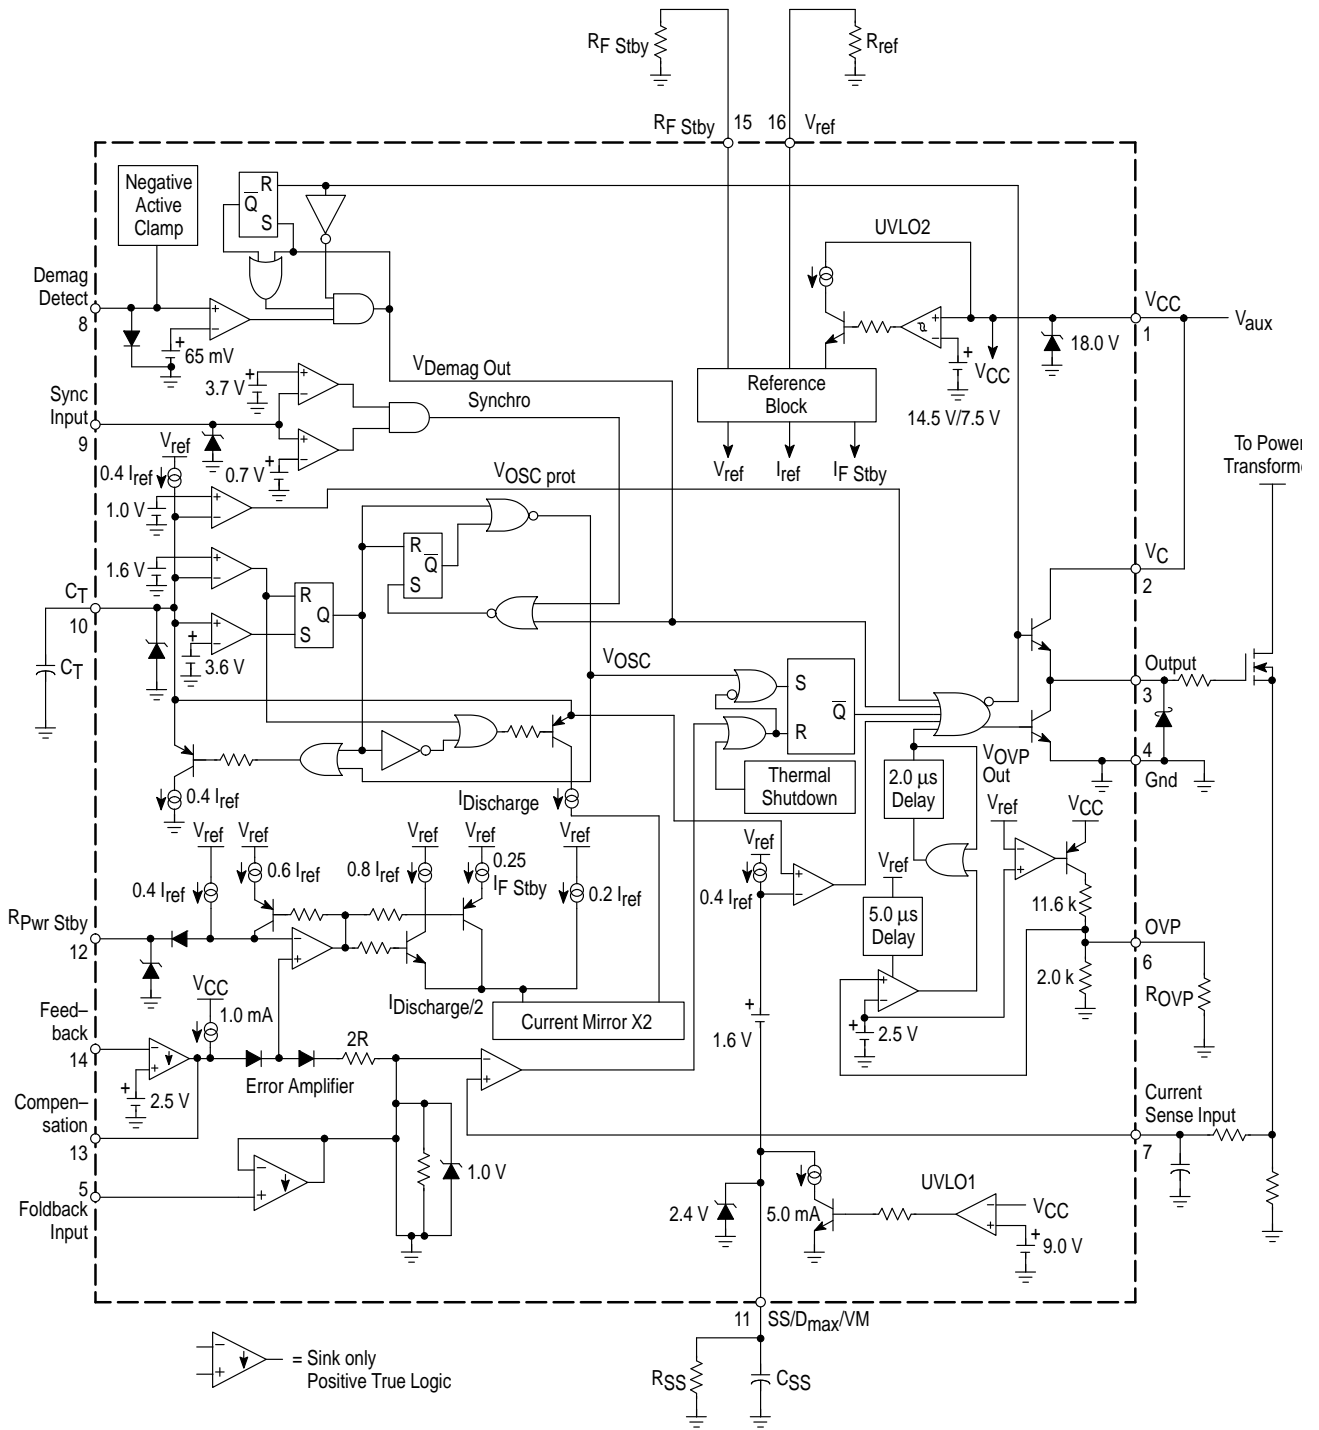 RF Stby
Rref
RF Stby
15
16
Vref
Negative
Active
Clamp
R
Q
S
UVLO2
Demag
Detect
8
65 mV
VCC
1
Vaux
18.0 V
VCC
14.5 V/7.5 V
Reference
Block
VDemag Out
3.7 V
Synchro
Sync
Input
9
0.7 V
Vref
Iref
IF Stby
To Power
Vref
0.4 Iref
VOSC prot
1.0 V
R
Q
S
1.6 V
VC
2
CT
10
R
Q
S
CT
3.6 V
VOSC
S
Q
R
Output
3
4
Gnd
VOVP
Out
Thermal
Shutdown
2.0 µs
Delay
0.4 Iref
IDischarge
Vref
VCC
Vref
Vref
Vref
Vref
Vref
Vref
Vref
0.4 Iref
0.6 Iref
0.8 Iref
0.25
IF Stby
0.2 Iref
0.4 Iref
5.0 µs
Delay
11.6 k
RPwr Stby
12
OVP
6
2.0 k
ROVP
VCC
1.0 mA
IDischarge/2
Current Mirror X2
1.6 V
2.5 V
Feed–
back
14
2R
Error Amplifier
2.5 V
Compen–
sation
13
Current
Sense Input
7
1.0 V
5
Foldback
Input
2.4 V
5.0 mA
UVLO1
VCC
9.0 V
11
SS/Dmax/VM
= Sink only
Positive True Logic
RSS
CSS